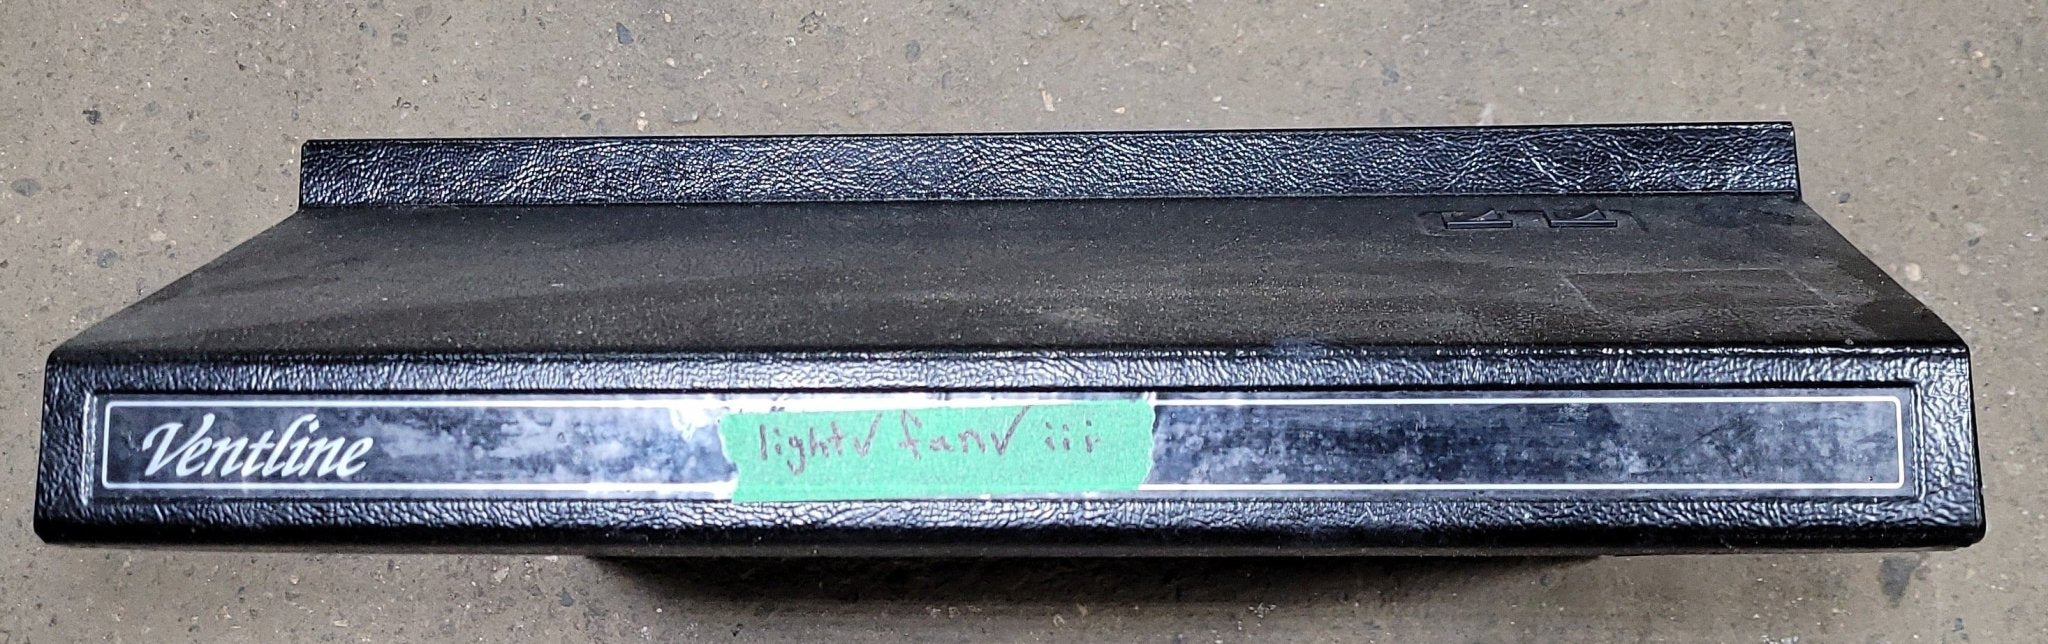 Ventline
light✓ fan✓ iii